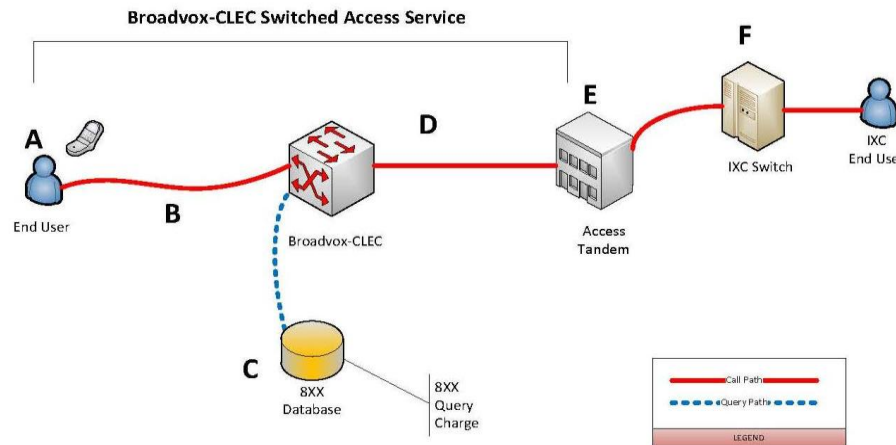 Broadvox-CLEC Switched Access Service
F
E
A
D
IXC
End Use
IXC Switch
B
End User
Broadvox-CLEC
Access
Tandem
C
8XX
Database
8XX
Query
Charge
Call Path
Query Path
LEGEND